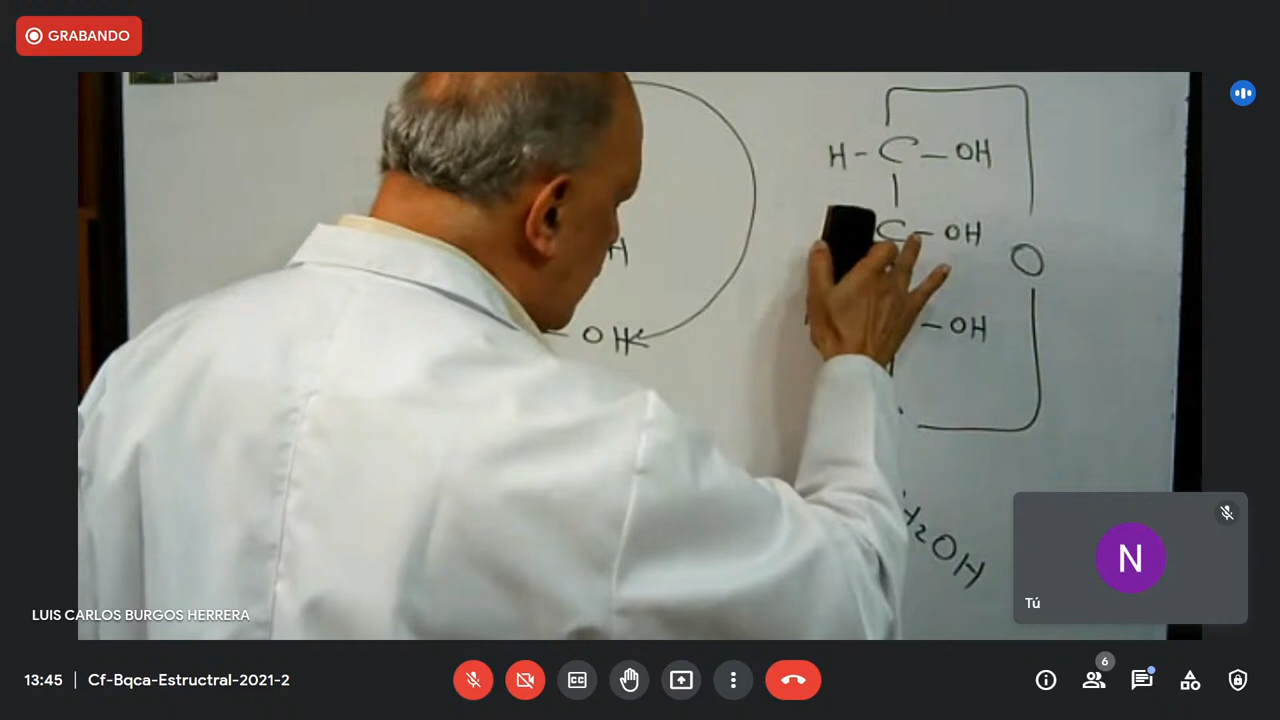 GRABANDO
H-C-OH
C-OH
H
O
OH
-OH
H2OH
N
Tú
LUIS CARLOS BURGOS HERRERA
13:45 | Cf-Bqca-Estructral-2021-2
6